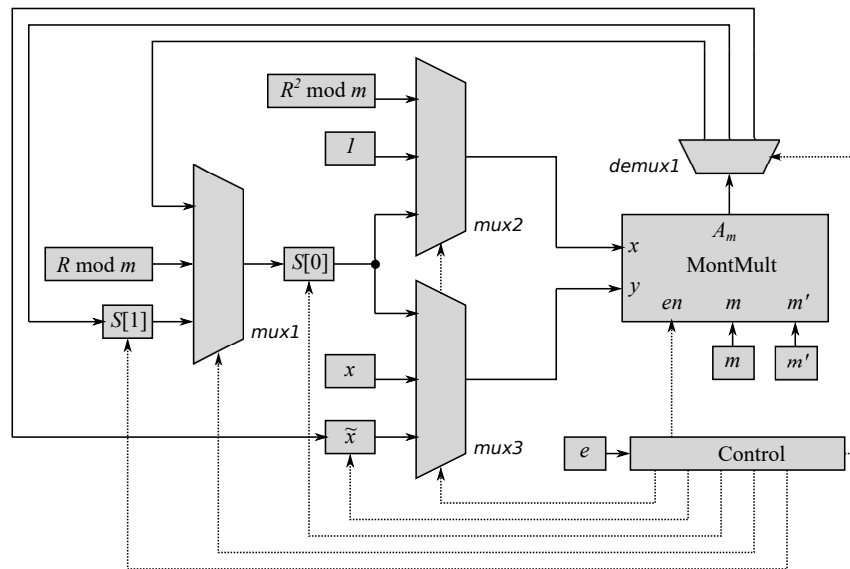 R² mod m
1
demux1
mux2
A_m
x
MontMult
y
en m m'
R mod m
S[0]
S[1]
mux1
x
m m'
x̃
mux3
e
Control